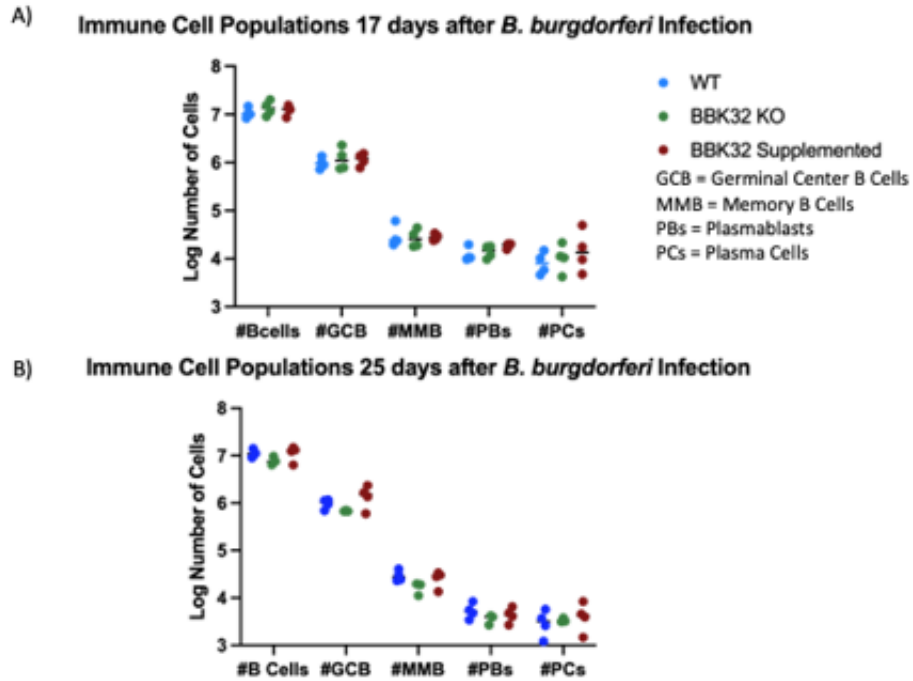 A)
Immune Cell Populations 17 days after B. burgdorferi Infection
Log Number of Cells
8
7
6
5
4
3
#Bcells #GCB #MMB #PBs #PCs
WT
BBK32 KO
BBK32 Supplemented
GCB = Germinal Center B Cells
MMB = Memory B Cells
PBs = Plasmablasts
PCs = Plasma Cells
B)
Immune Cell Populations 25 days after B. burgdorferi Infection
Log Number of Cells
8
7
6
5
4
3
#B Cells #GCB #MMB #PBs #PCs